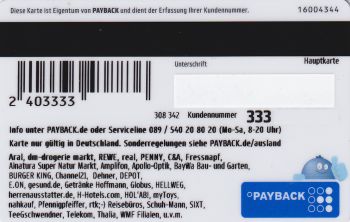 Diese Karte ist Eigentum von PAYBACK und dient der Erfassung Ihrer Kundennummer.
16004344
Unterschrift
Hauptkarte
2 403333
308 342 Kundennummer 333
Info unter PAYBACK.de oder Serviceline 089 / 540 20 80 20 (Mo-Sa, 8-20 Uhr)
Karte nur gültig in Deutschland. Sonderregelungen siehe PAYBACK.de/ausland
Aral, dm-drogerie markt, REWE, real, PENNY, C&A, Fressnapf,
Alnatura Super Natur Markt, Amplifon, Apollo-Optik, BayWa Bau- und Garten,
BURGER KING, Channel21, Dehner, DEPOT,
E.ON, gesund.de, Getränke Hoffmann, Globus, HELLWEG,
herrenausstatter.de, H-Hotels.com, HOL'AB!, myToys,
nahkauf, Pfennigpfeiffer, rtk;-) Reisebüros, Schuh-Mann, SIXT,
TeeGschwendner, Telekom, Thalia, WMF Filialen, u.v.m.
PAYBACK